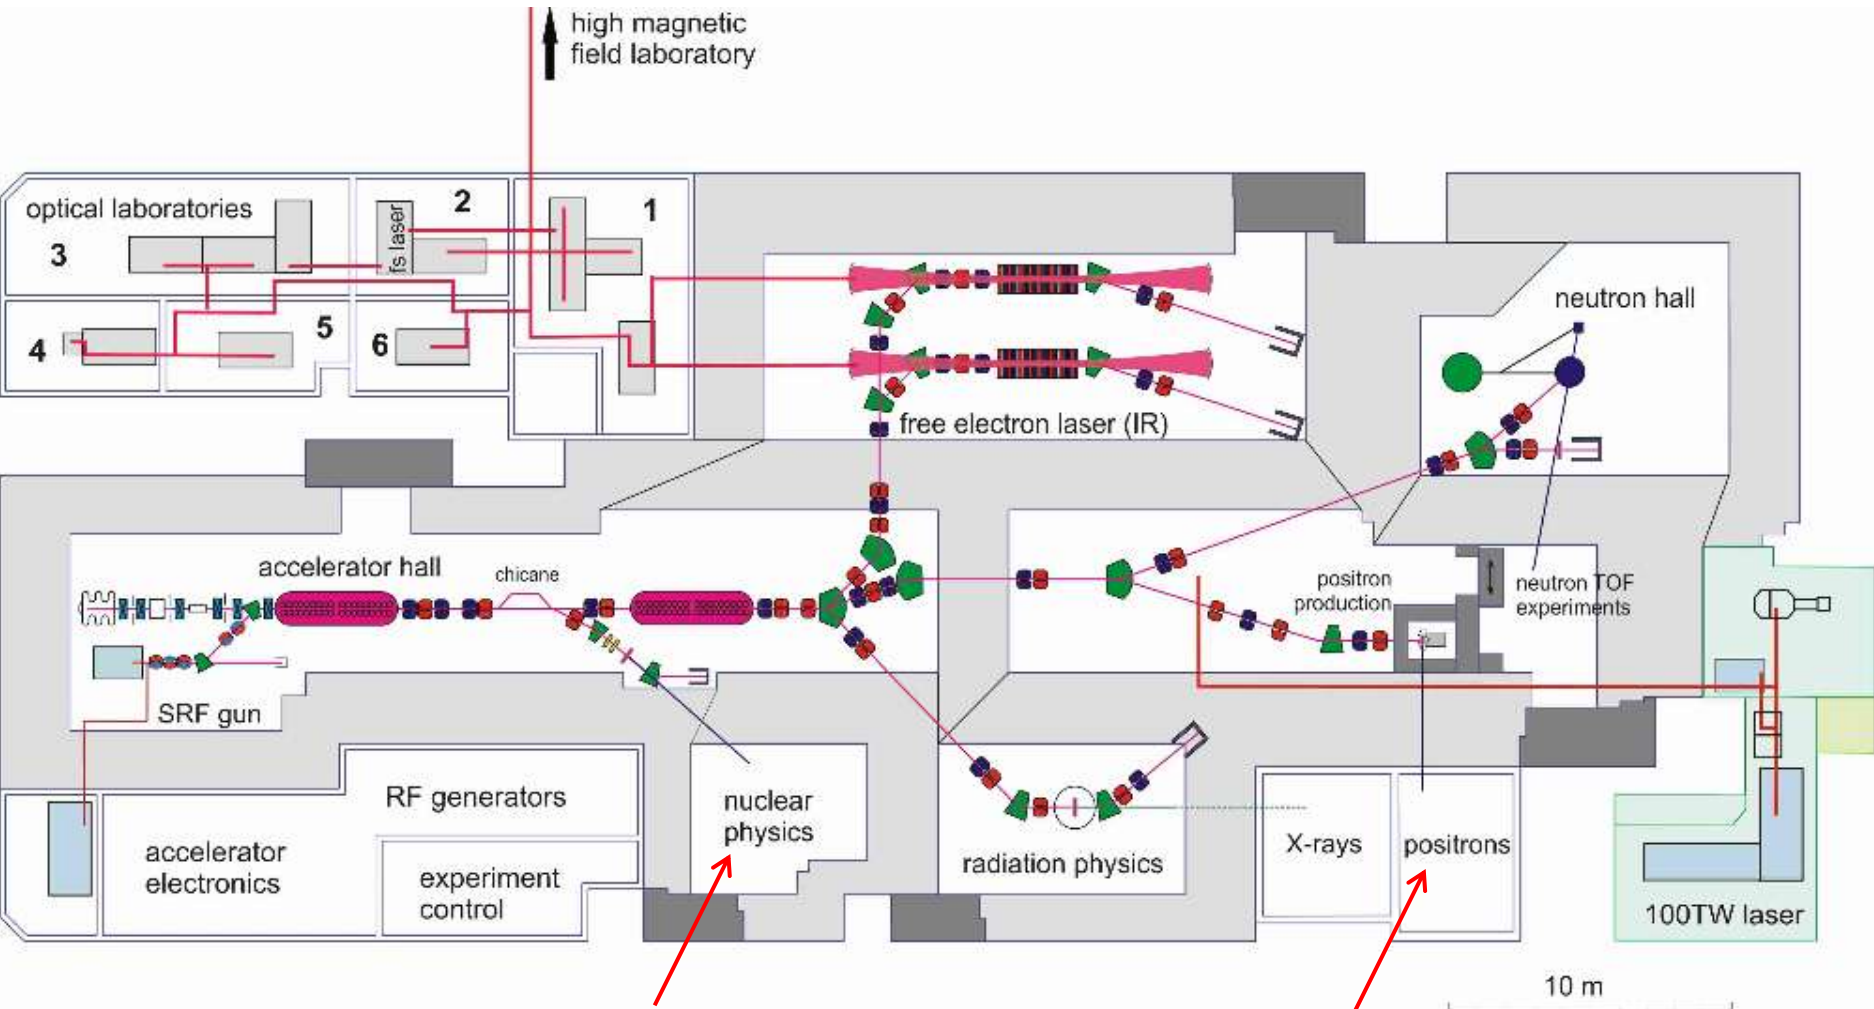 high magnetic
field laboratory
optical laboratories
1
2
3
fs laser
4
5
6
neutron hall
free electron laser (IR)
accelerator hall
chicane
positron
production
neutron TOF
experiments
SRF gun
RF generators
nuclear
physics
accelerator
electronics
experiment
control
radiation physics
X-rays
positrons
100TW laser
10 m